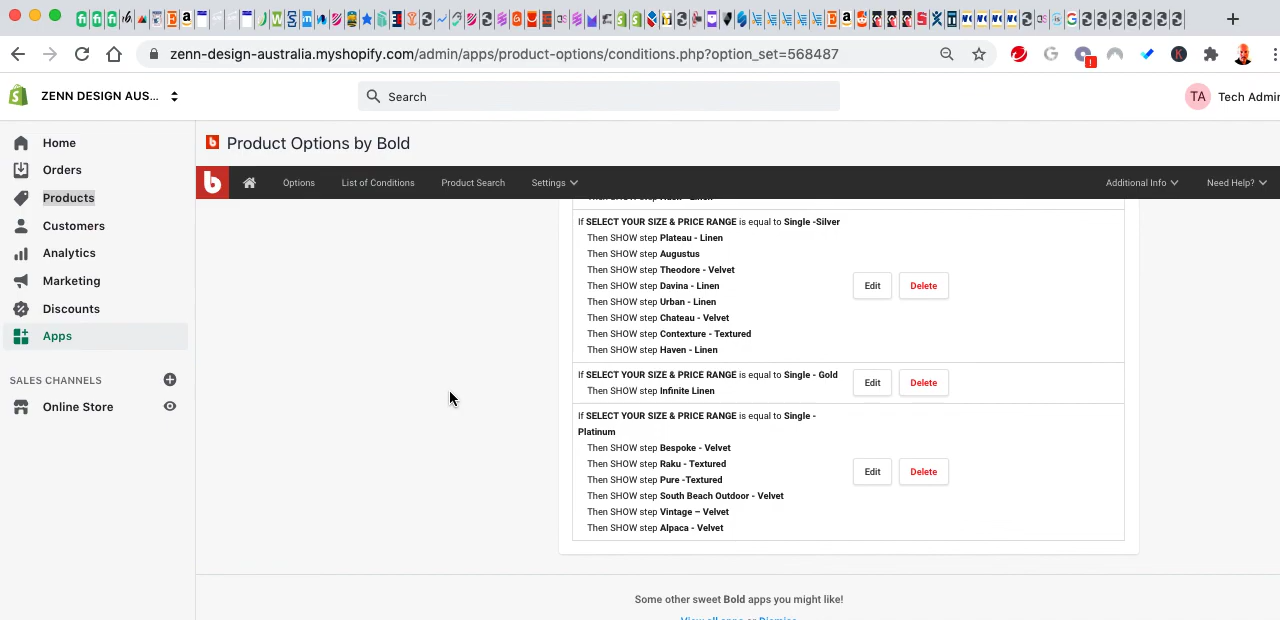 zenn-design-australia.myshopify.com/admin/apps/product-options/conditions.php?option_set=568487
ZENN DESIGN AUS...
Search
TA Tech Admin
Home
Orders
Products
Customers
Analytics
Marketing
Discounts
Apps
SALES CHANNELS
Online Store
Product Options by Bold
Options List of Conditions Product Search Settings Additional Info Need Help?
If SELECT YOUR SIZE & PRICE RANGE is equal to Single -Silver
Then SHOW step Plateau - Linen
Then SHOW step Augustus
Then SHOW step Theodore - Velvet
Then SHOW step Davina - Linen
Then SHOW step Urban - Linen
Then SHOW step Chateau - Velvet
Then SHOW step Contexture - Textured
Then SHOW step Haven - Linen
Edit Delete
If SELECT YOUR SIZE & PRICE RANGE is equal to Single - Gold
Then SHOW step Infinite Linen
Edit Delete
If SELECT YOUR SIZE & PRICE RANGE is equal to Single -
Platinum
Then SHOW step Bespoke - Velvet
Then SHOW step Raku - Textured
Then SHOW step Pure -Textured
Then SHOW step South Beach Outdoor - Velvet
Then SHOW step Vintage – Velvet
Then SHOW step Alpaca - Velvet
Edit Delete
Some other sweet Bold apps you might like!